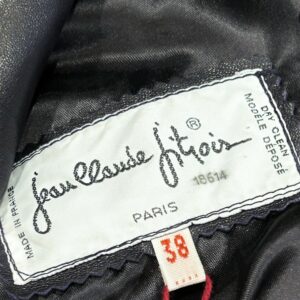 jean claude jitrois ®
18614
PARIS
MADE IN FRANCE
DRY CLEAN
MODÈLE DÉPOSÉ
38